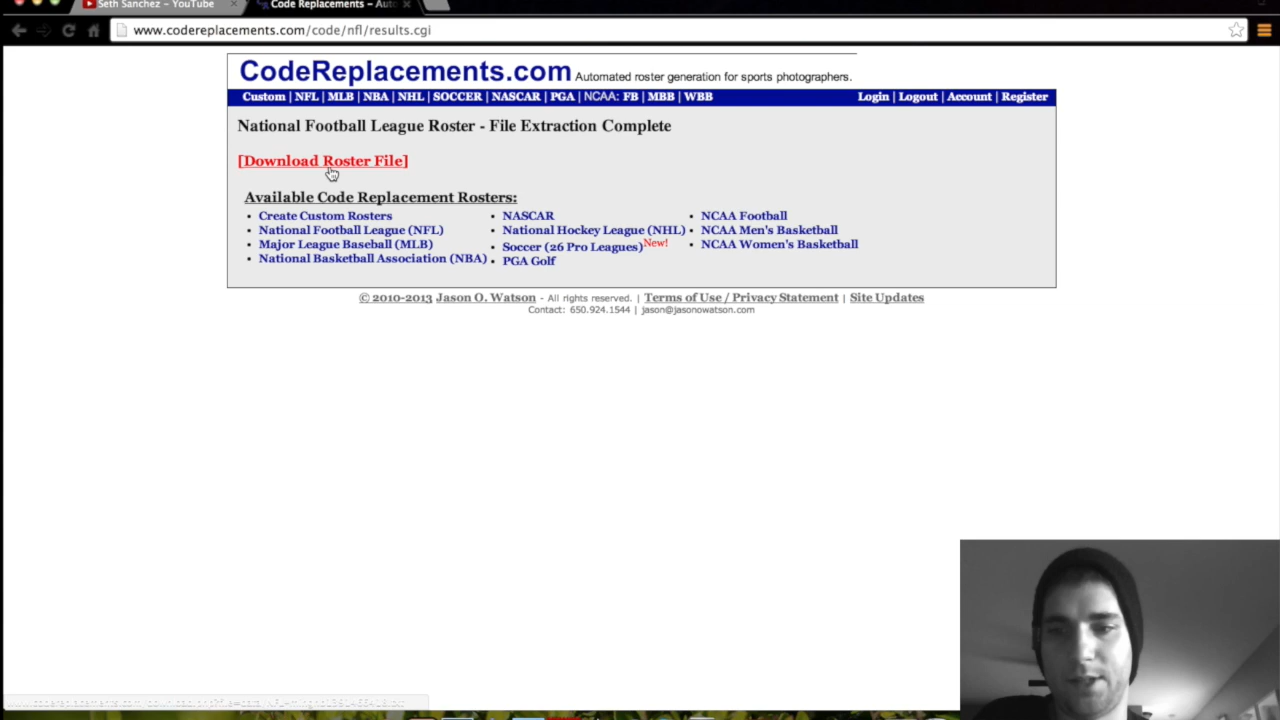 Seth Sanchez – YouTube
Code Replacements – Auto
www.codereplacements.com/code/nfl/results.cgi
CodeReplacements.com Automated roster generation for sports photographers.
Custom | NFL | MLB | NBA | NHL | SOCCER | NASCAR | PGA | NCAA: FB | MBB | WBB Login | Logout | Account | Register
National Football League Roster - File Extraction Complete
[Download Roster File]
Available Code Replacement Rosters:
• Create Custom Rosters
• National Football League (NFL)
• Major League Baseball (MLB)
• National Basketball Association (NBA)
• NASCAR
• National Hockey League (NHL)
• Soccer (26 Pro Leagues) New!
• PGA Golf
• NCAA Football
• NCAA Men's Basketball
• NCAA Women's Basketball
© 2010-2013 Jason O. Watson - All rights reserved. | Terms of Use / Privacy Statement | Site Updates
Contact: 650.924.1544 | jason@jasonowatson.com